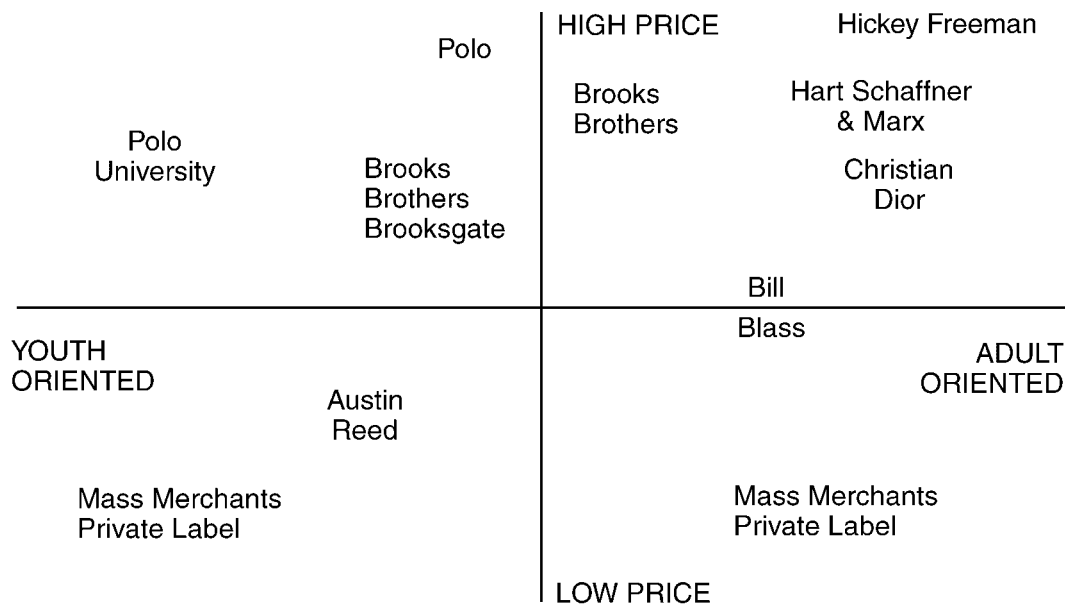 HIGH PRICE
Hickey Freeman
Polo
Brooks
Brothers
Hart Schaffner
& Marx
Polo
University
Brooks
Brothers
Brooksgate
Christian
Dior
Bill
Blass
YOUTH
ORIENTED
ADULT
ORIENTED
Austin
Reed
Mass Merchants
Private Label
Mass Merchants
Private Label
LOW PRICE